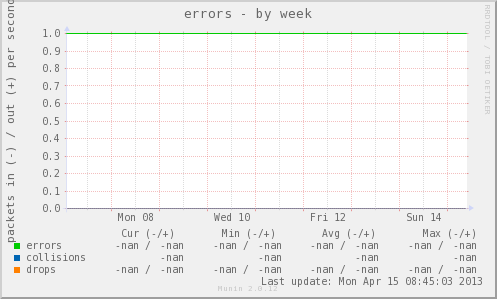 errors - by week
RRDTOOL / TOBI OETIKER
packets in (-) / out (+) per second
1.0
0.9
0.8
0.7
0.6
0.5
0.4
0.3
0.2
0.1
0.0
Mon 08 Wed 10 Fri 12 Sun 14
Cur (-/+) Min (-/+) Avg (-/+) Max (-/+)
errors -nan / -nan -nan / -nan -nan / -nan -nan / -nan
collisions -nan -nan -nan -nan
drops -nan / -nan -nan / -nan -nan / -nan -nan / -nan
Last update: Mon Apr 15 08:45:03 2013
Munin 2.0.12